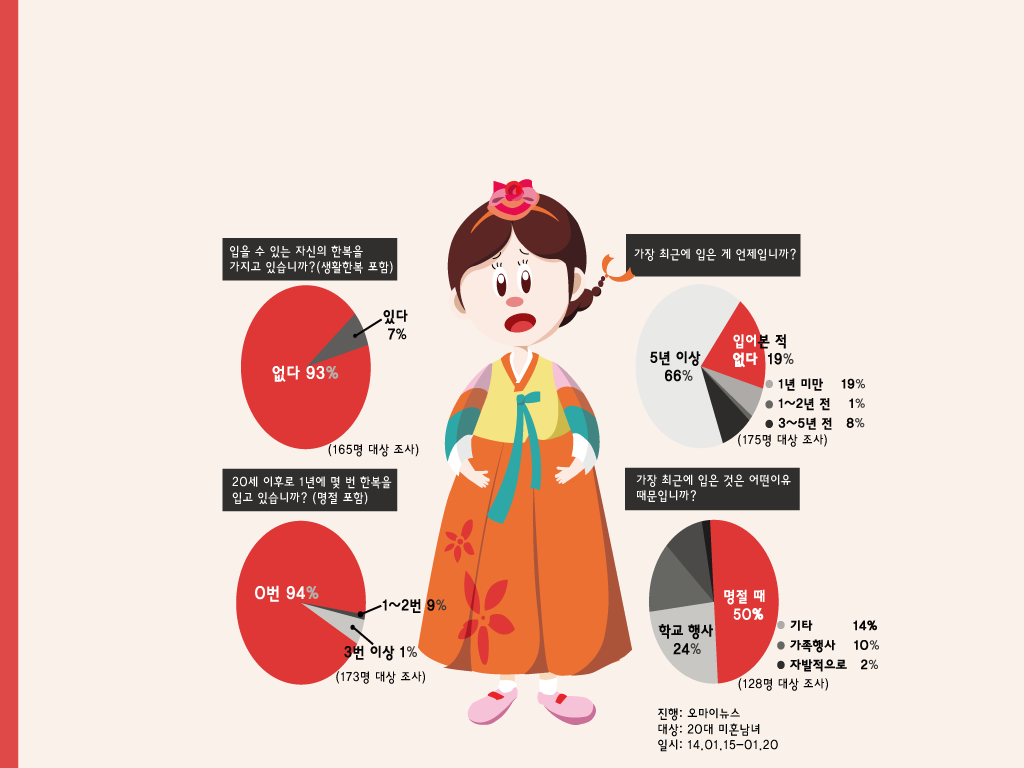 입을 수 있는 자신의 한복을
가지고 있습니까?(생활한복 포함)
있다
7%
없다 93%
(165명 대상 조사)
가장 최근에 입은 게 언제입니까?
5년 이상
66%
입어본 적
없다 19%
1년 미만 19%
1~2년 전 1%
3~5년 전 8%
(175명 대상 조사)
20세 이후로 1년에 몇 번 한복을
입고 있습니까? (명절 포함)
0번 94%
1~2번 9%
3번 이상 1%
(173명 대상 조사)
가장 최근에 입은 것은 어떤이유
때문입니까?
명절 때
50%
학교 행사
24%
기타 14%
가족행사 10%
자발적으로 2%
(128명 대상 조사)
진행: 오마이뉴스
대상: 20대 미혼남녀
일시: 14.01.15-01.20